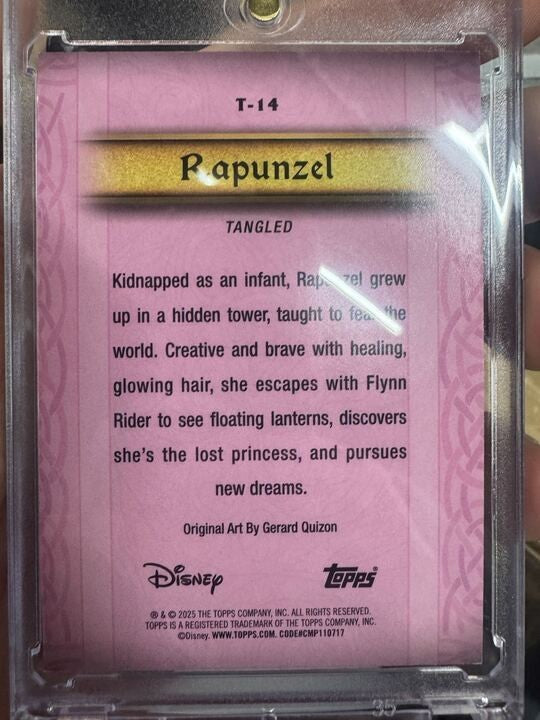 T-14
Rapunzel
TANGLED
Kidnapped as an infant, Rapunzel grew
up in a hidden tower, taught to fear the
world. Creative and brave with healing,
glowing hair, she escapes with Flynn
Rider to see floating lanterns, discovers
she's the lost princess, and pursues
new dreams.
Original Art By Gerard Quizon
Disney topps
® & © 2025 THE TOPPS COMPANY, INC. ALL RIGHTS RESERVED.
TOPPS IS A REGISTERED TRADEMARK OF THE TOPPS COMPANY, INC.
©Disney. WWW.TOPPS.COM. CODE#CMP110717
35